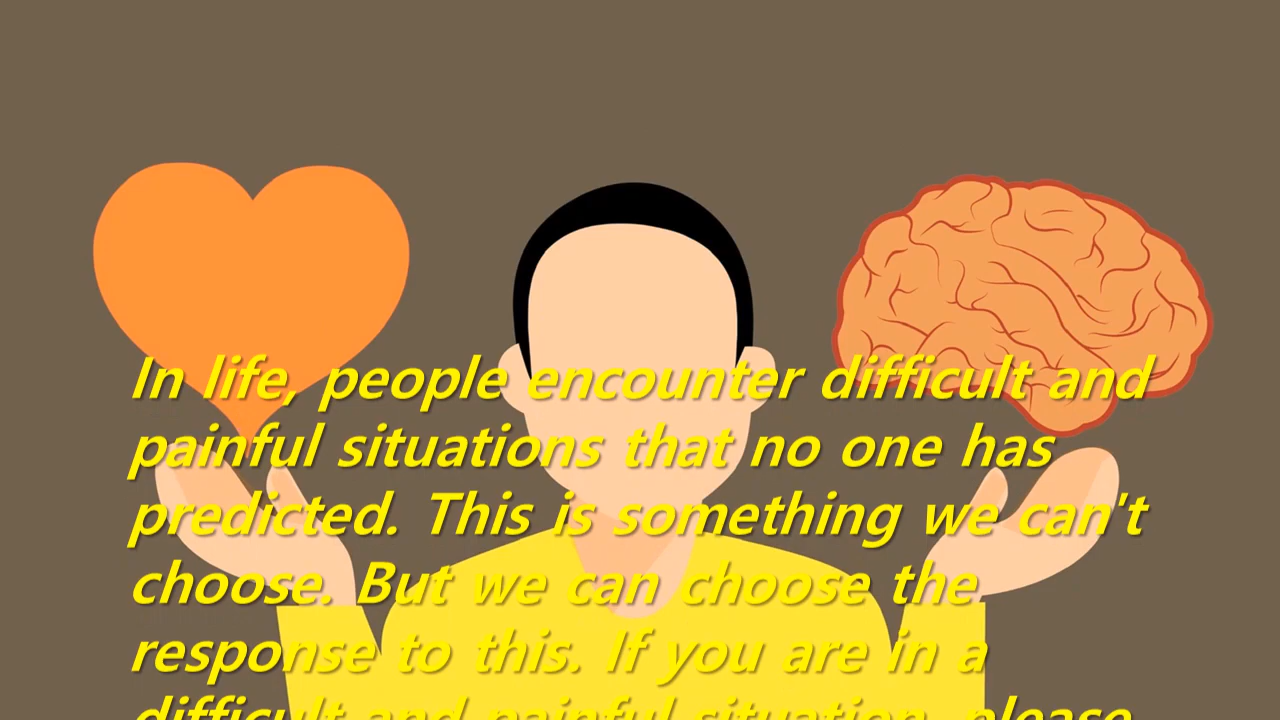 In life, people encounter difficult and
painful situations that no one has
predicted. This is something we can't
choose. But we can choose the
response to this. If you are in a
difficult and painful situation, please